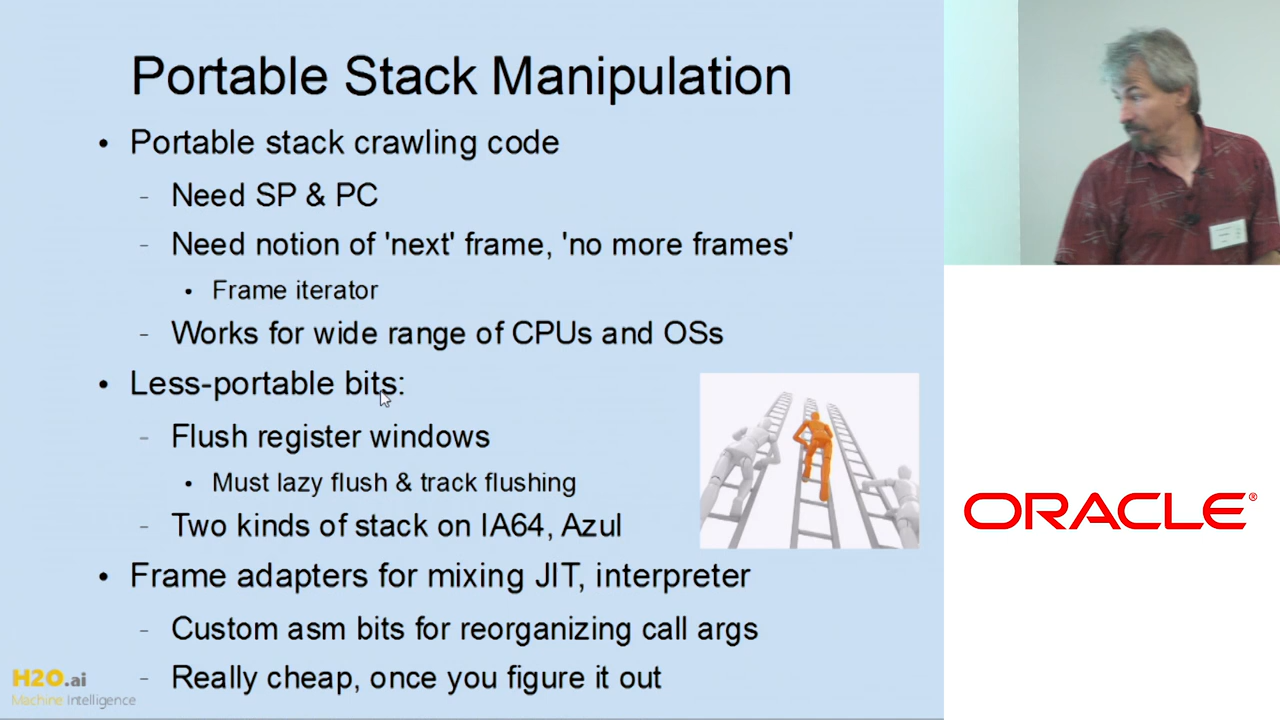 Portable Stack Manipulation
• Portable stack crawling code
- Need SP & PC
- Need notion of 'next' frame, 'no more frames'
• Frame iterator
- Works for wide range of CPUs and OSs
• Less-portable bits:
- Flush register windows
• Must lazy flush & track flushing
- Two kinds of stack on IA64, Azul
• Frame adapters for mixing JIT, interpreter
- Custom asm bits for reorganizing call args
- Really cheap, once you figure it out
H2O.ai
Machine Intelligence
ORACLE®